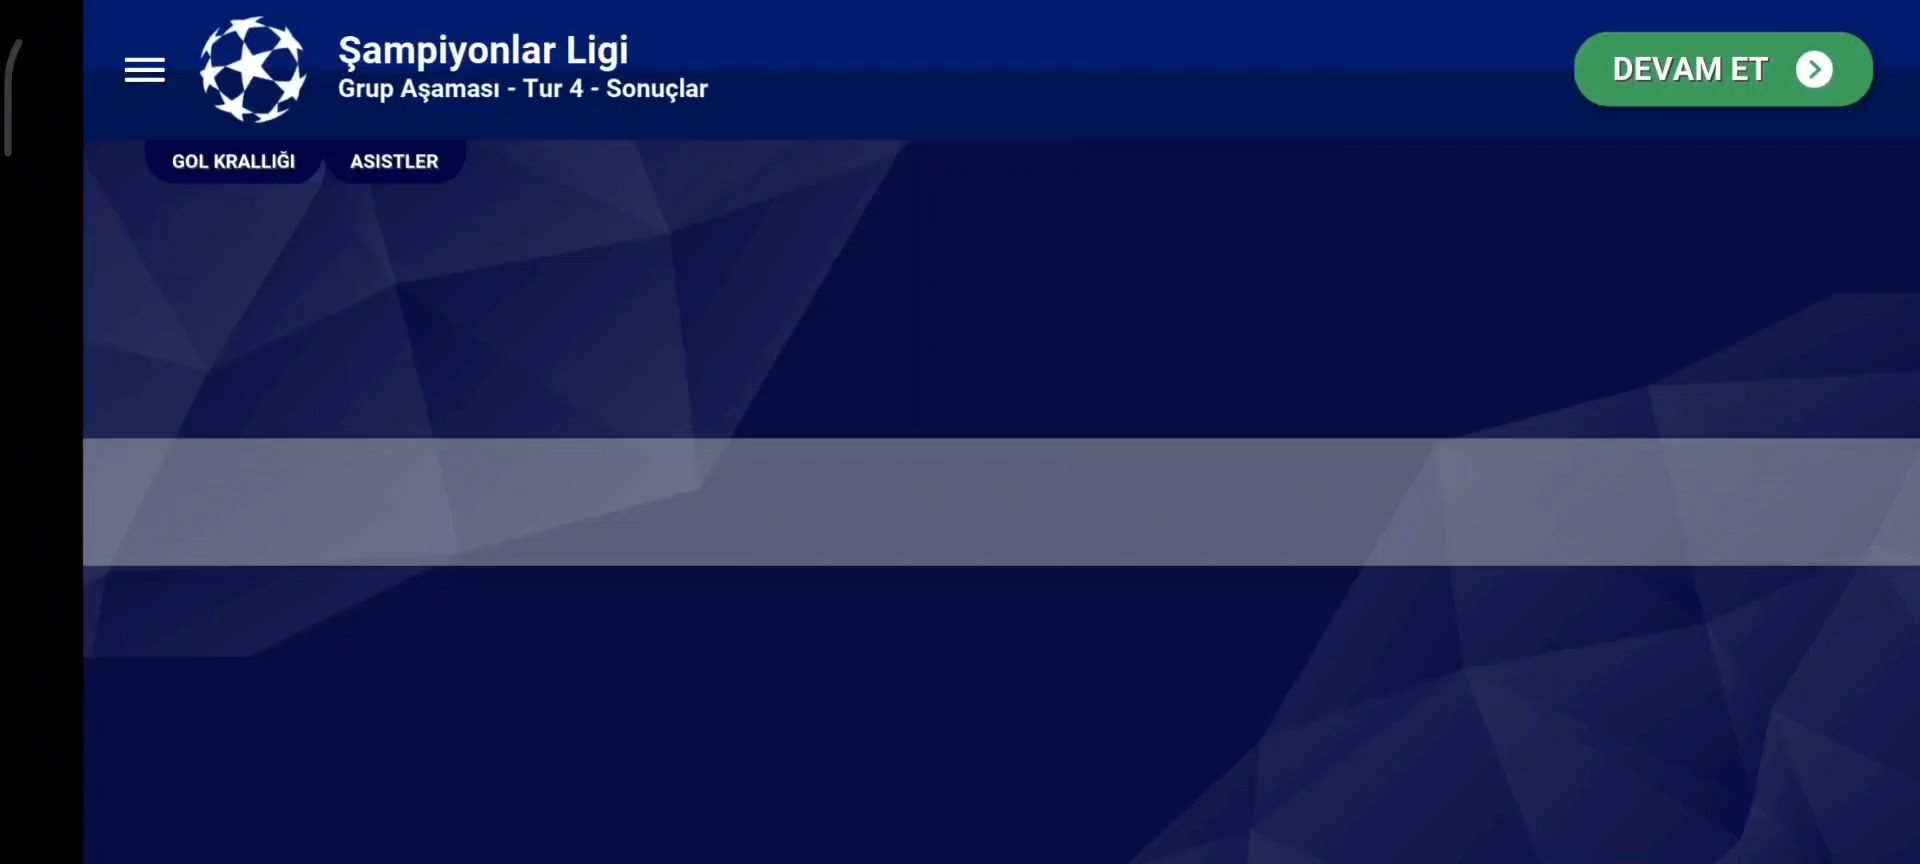 Şampiyonlar Ligi
Grup Aşaması - Tur 4 - Sonuçlar
DEVAM ET
GOL KRALLIĞI
ASISTLER